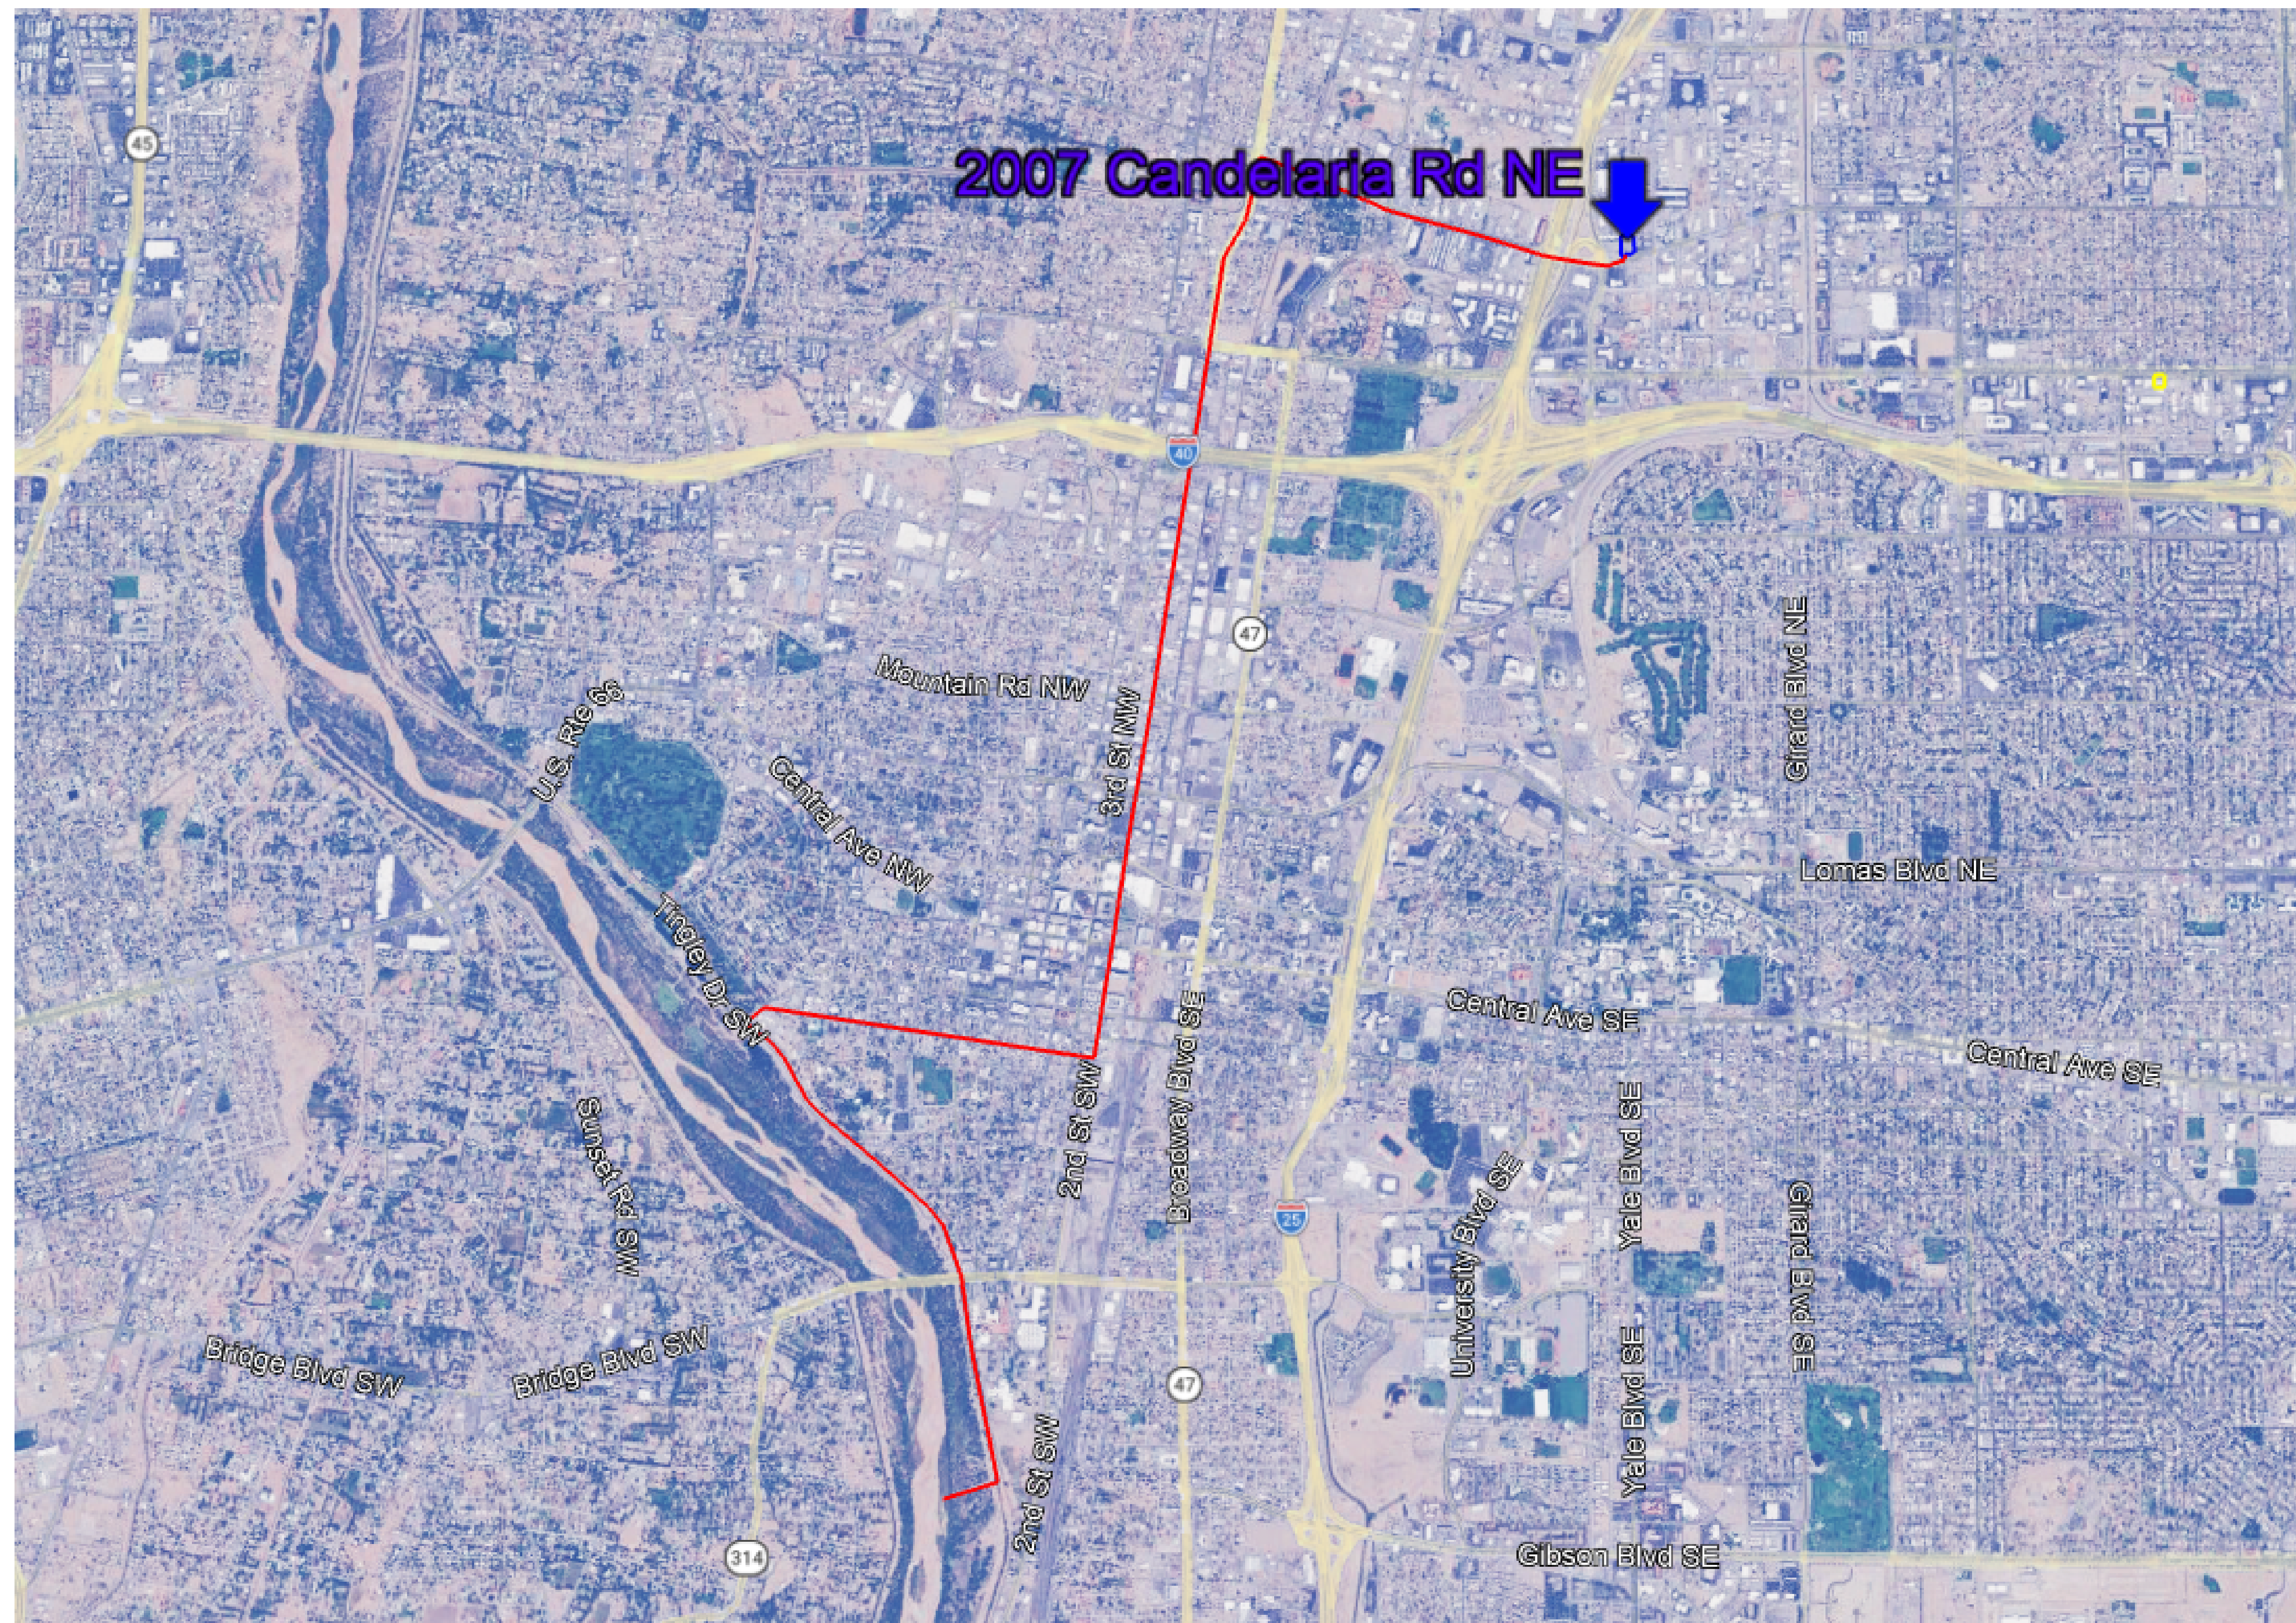 45
2007 Candelaria Rd NE
40
47
Mountain Rd NW
U.S. Rte 66
3rd St NW
Girard Blvd NE
Central Ave NW
Lomas Blvd NE
Tingley Dr SW
Central Ave SE
Central Ave SE
2nd St SW
Broadway Blvd SE
Sunset Rd SW
Yale Blvd SE
University Blvd SE
25
Girard Blvd SE
Bridge Blvd SW
Bridge Blvd SW
47
Yale Blvd SE
2nd St SW
314
Gibson Blvd SE